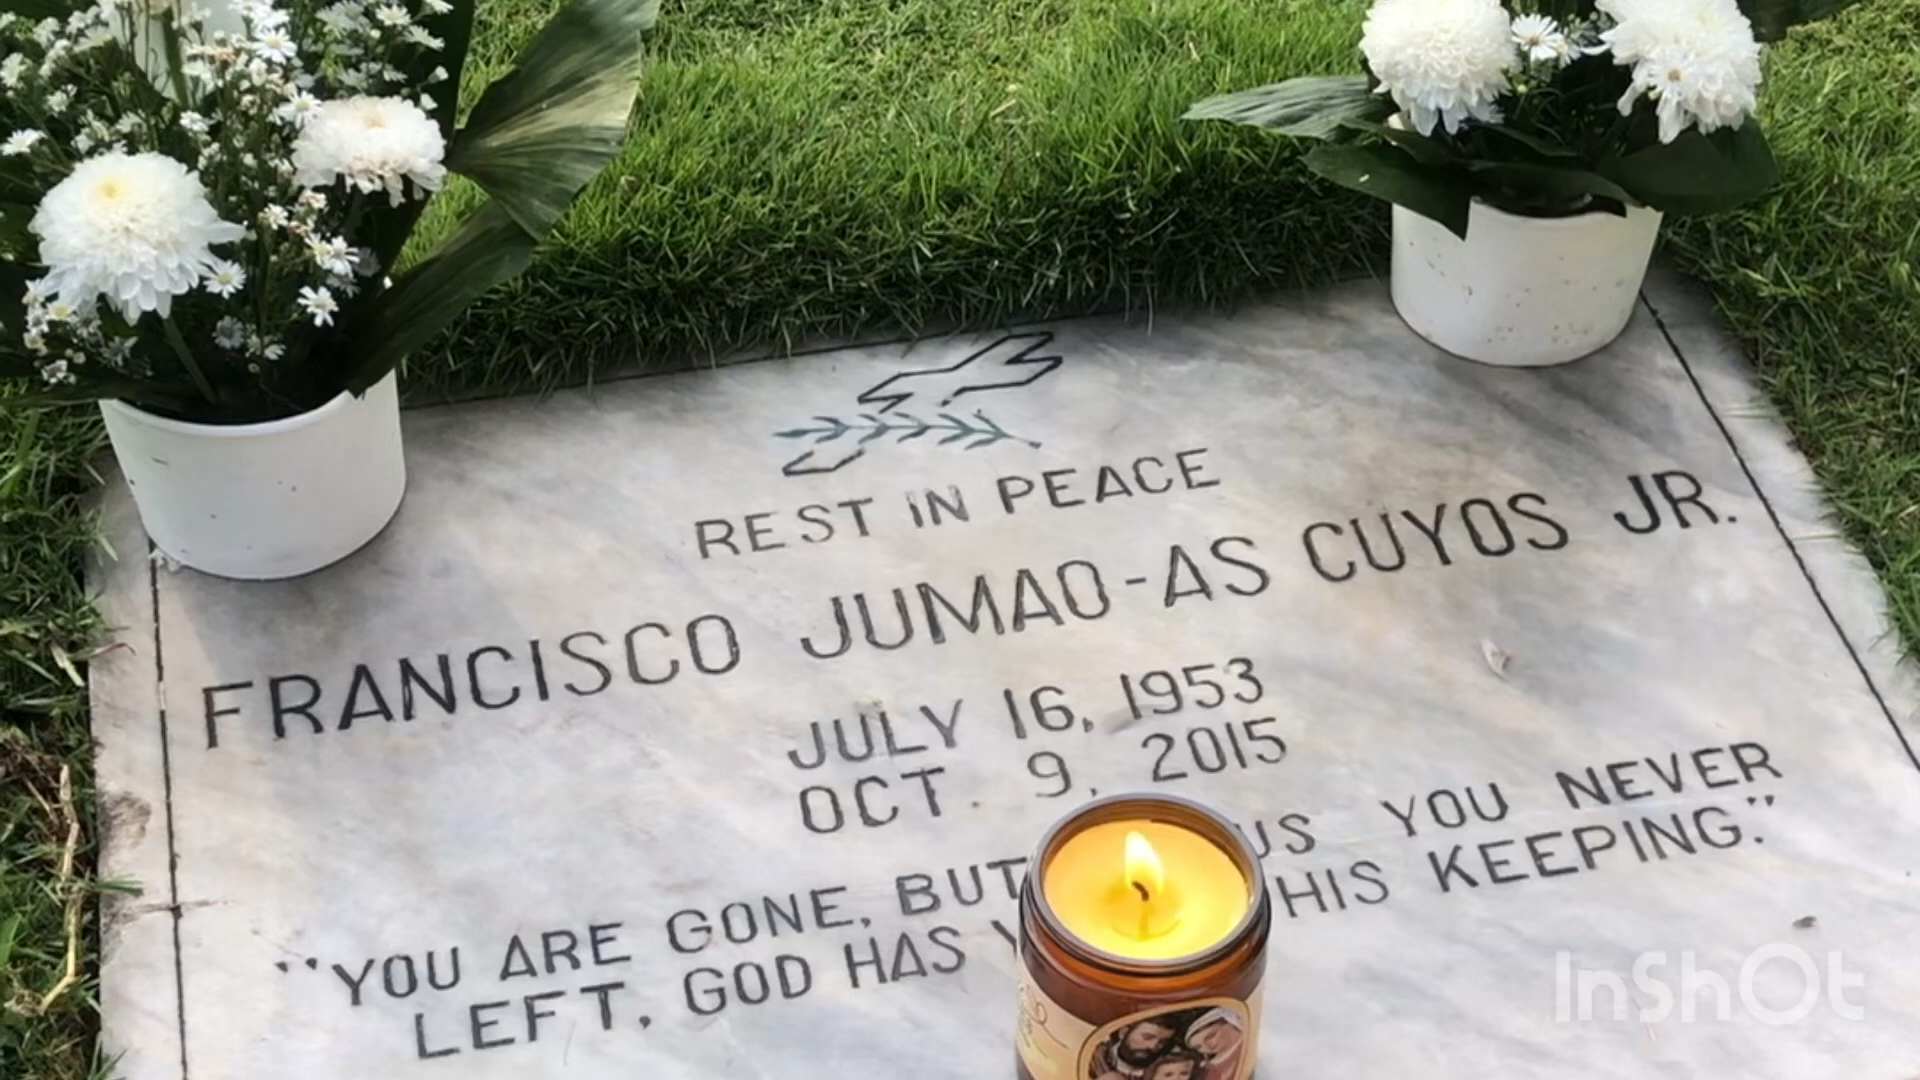 REST IN PEACE
FRANCISCO JUMAO-AS CUYOS JR.
JULY 16, 1953
OCT. 9, 2015
"YOU ARE GONE, BUT US YOU NEVER
LEFT, GOD HAS HIS KEEPING."
InShOt